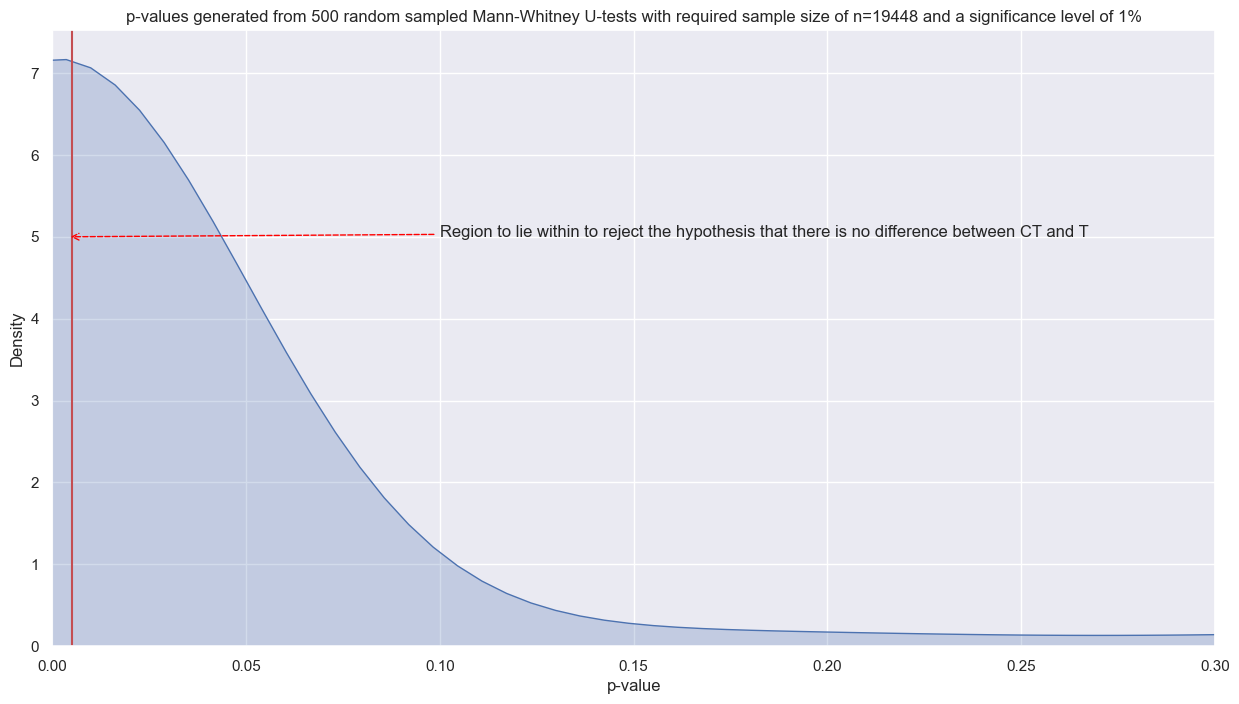 p-values generated from 500 random sampled Mann-Whitney U-tests with required sample size of n=19448 and a significance level of 1%
7
6
5
4
3
2
1
0
Density
Region to lie within to reject the hypothesis that there is no difference between CT and T
0.00 0.05 0.10 0.15 0.20 0.25 0.30
p-value